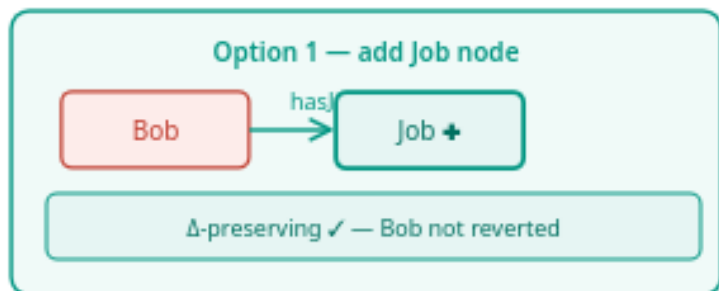 Option 1 — add Job node
hasJ
Bob
Job ✚
Δ-preserving ✓ — Bob not reverted